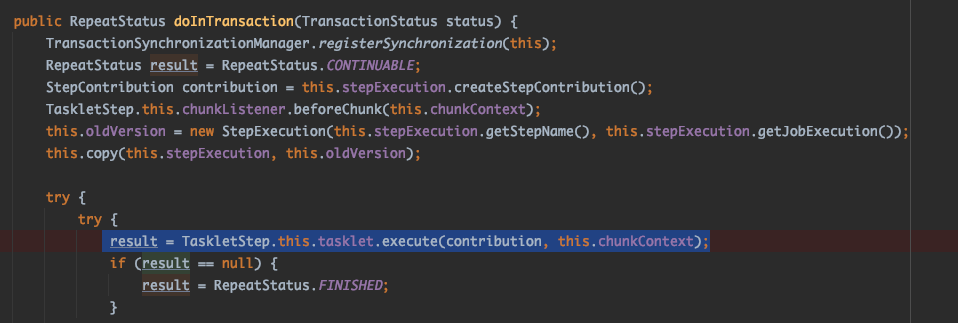 public RepeatStatus doInTransaction(TransactionStatus status) {
TransactionSynchronizationManager.registerSynchronization(this);
RepeatStatus result = RepeatStatus.CONTINUABLE;
StepContribution contribution = this.stepExecution.createStepContribution();
TaskletStep.this.chunkListener.beforeChunk(this.chunkContext);
this.oldVersion = new StepExecution(this.stepExecution.getStepName(), this.stepExecution.getJobExecution());
this.copy(this.stepExecution, this.oldVersion);
try {
try {
result = TaskletStep.this.tasklet.execute(contribution, this.chunkContext);
if (result == null) {
result = RepeatStatus.FINISHED;
}